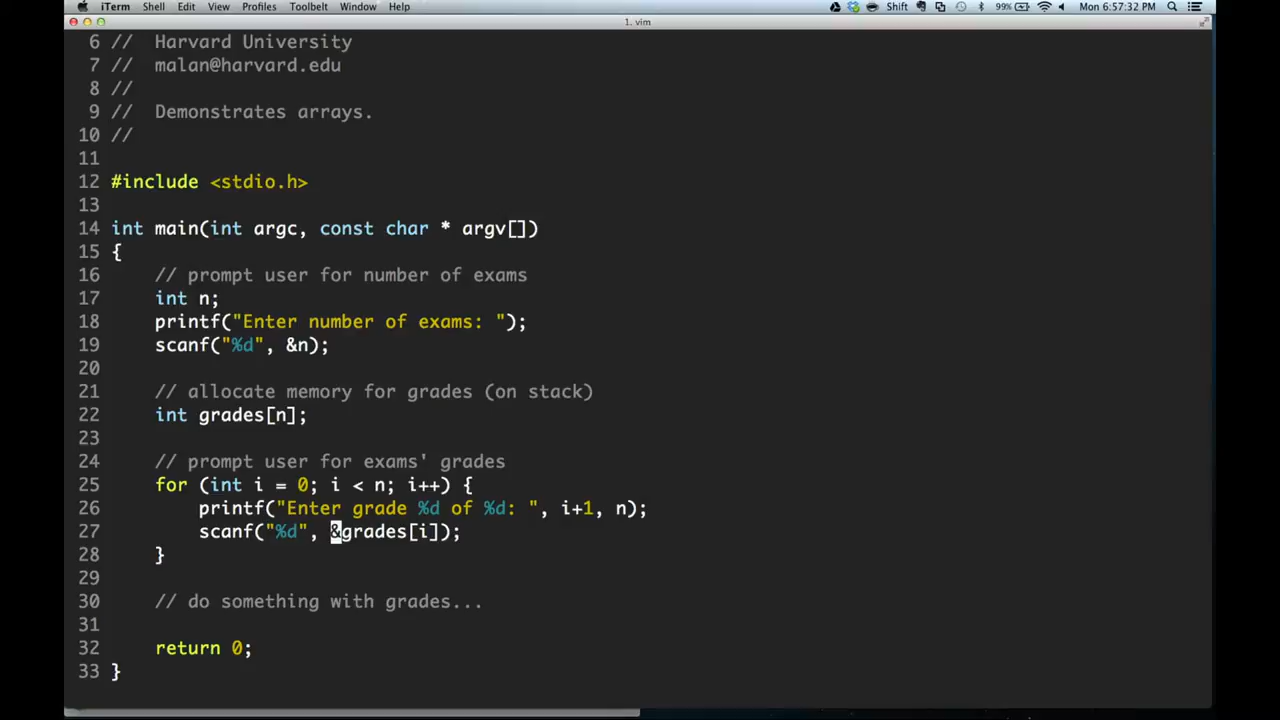 iTerm Shell Edit View Profiles Toolbelt Window Help Shift 99% Mon 6:57:32 PM
1. vim
6 //  Harvard University
7 //  malan@harvard.edu
8 //
9 //  Demonstrates arrays.
10 //
11
12 #include <stdio.h>
13
14 int main(int argc, const char * argv[])
15 {
16     // prompt user for number of exams
17     int n;
18     printf("Enter number of exams: ");
19     scanf("%d", &n);
20
21     // allocate memory for grades (on stack)
22     int grades[n];
23
24     // prompt user for exams' grades
25     for (int i = 0; i < n; i++) {
26         printf("Enter grade %d of %d: ", i+1, n);
27         scanf("%d", &grades[i]);
28     }
29
30     // do something with grades...
31
32     return 0;
33 }